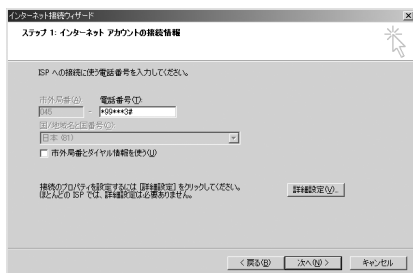 インターネット接続ウィザード
ステップ 1: インターネット アカウントの接続情報
ISP への接続に使う電話番号を入力してください。
市外局番(A) 電話番号(T)
045 - *99***3#
国/地域名と国番号(O):
日本 (81)
市外局番とダイヤル情報を使う(U)
接続のプロパティを設定するには [詳細設定] をクリックしてください。
ほとんどの ISP では、詳細設定は必要ありません。
詳細設定(V)...
< 戻る(B) 次へ(N) > キャンセル